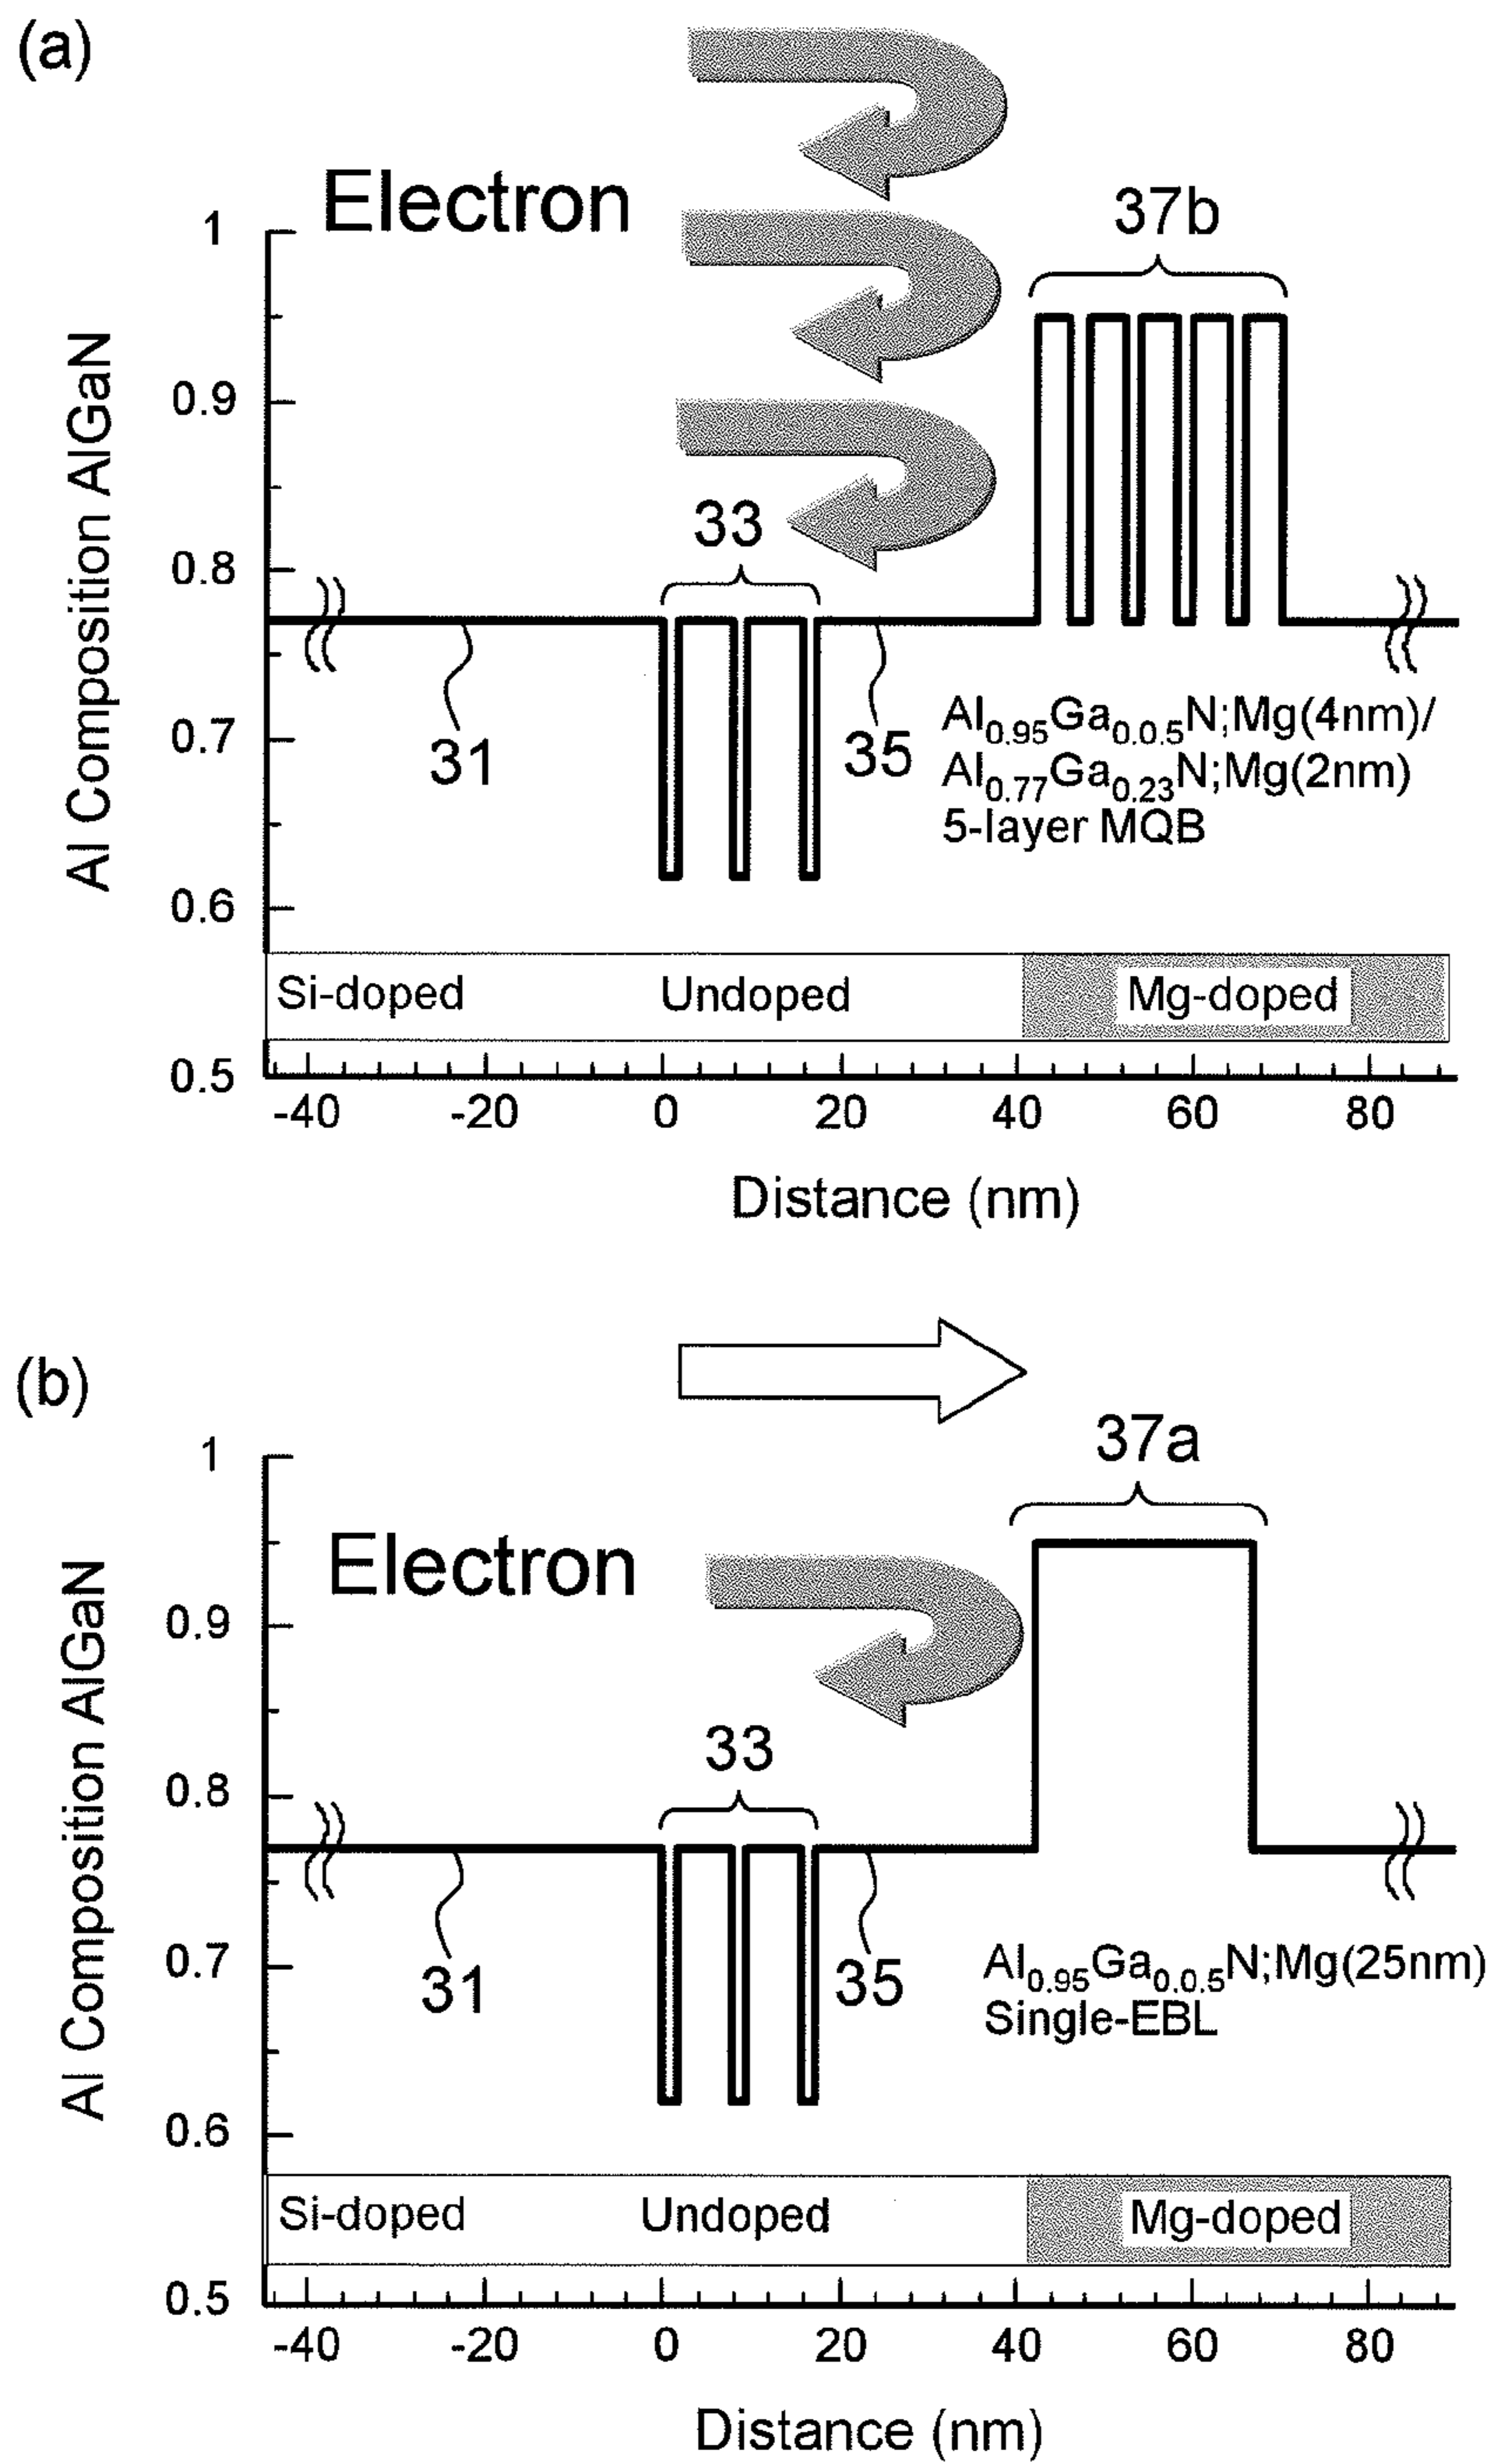 (a)
Electron
37b
1
0.9
0.8
0.7
0.6
0.5
Al Composition AlGaN
33
31
35
Al0.95Ga0.0.5N;Mg(4nm)/
Al0.77Ga0.23N;Mg(2nm)
5-layer MQB
Si-doped Undoped Mg-doped
-40 -20 0 20 40 60 80
Distance (nm)
(b)
Electron
37a
1
0.9
0.8
0.7
0.6
0.5
Al Composition AlGaN
33
31
35
Al0.95Ga0.0.5N;Mg(25nm)
Single-EBL
Si-doped Undoped Mg-doped
-40 -20 0 20 40 60 80
Distance (nm)